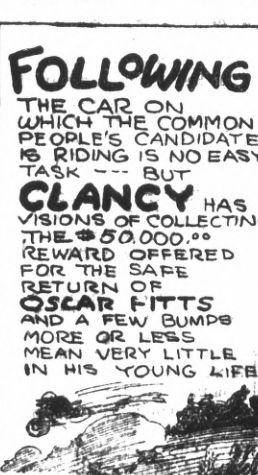 FOLLOWING
THE CAR ON
WHICH THE COMMON
PEOPLE'S CANDIDATE
IS RIDING IS NO EASY
TASK --- BUT
CLANCY HAS
VISIONS OF COLLECTIN
THE $50.000.00
REWARD OFFERED
FOR THE SAFE
RETURN OF
OSCAR PITTS
AND A FEW BUMPS
MORE OR LESS
MEAN VERY LITTLE
IN HIS YOUNG LIFE